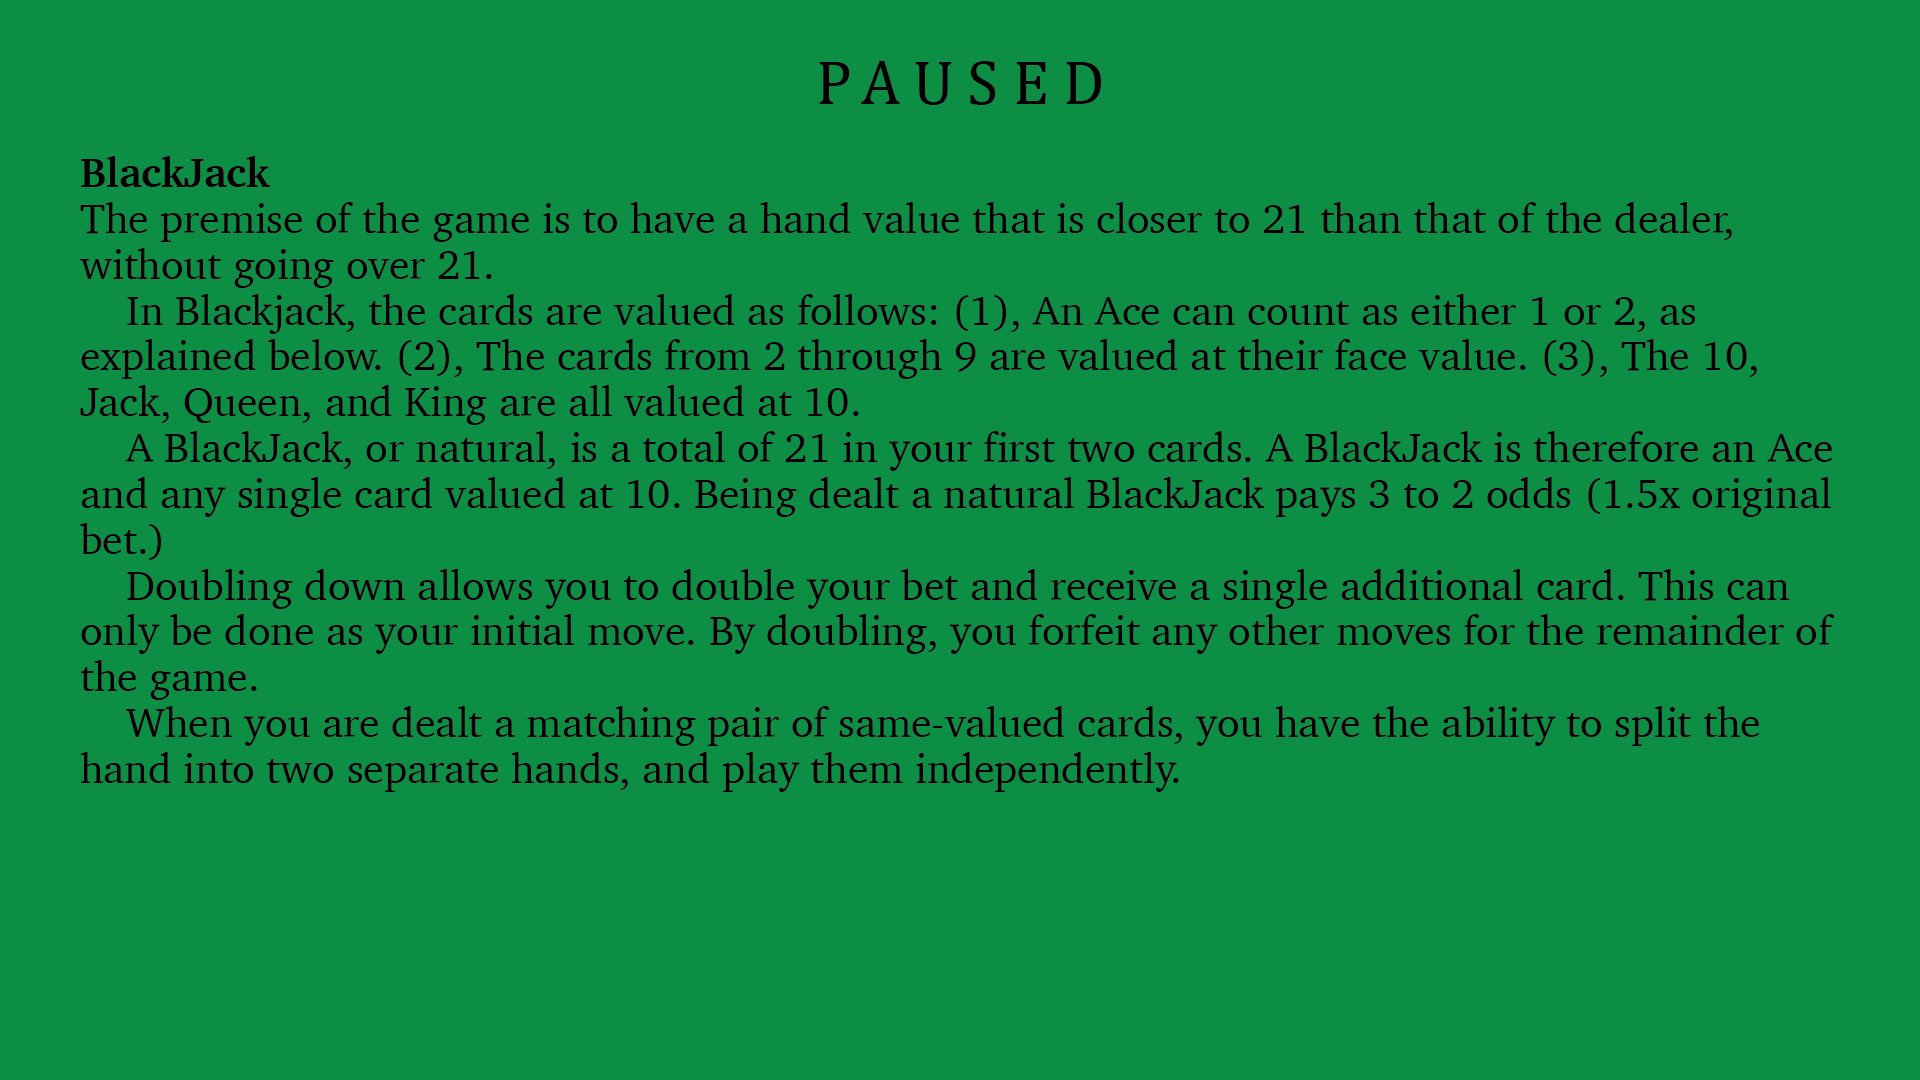 PAUSED
BlackJack
The premise of the game is to have a hand value that is closer to 21 than that of the dealer,
without going over 21.
In Blackjack, the cards are valued as follows: (1), An Ace can count as either 1 or 2, as
explained below. (2), The cards from 2 through 9 are valued at their face value. (3), The 10,
Jack, Queen, and King are all valued at 10.
A BlackJack, or natural, is a total of 21 in your first two cards. A BlackJack is therefore an Ace
and any single card valued at 10. Being dealt a natural BlackJack pays 3 to 2 odds (1.5x original
bet.)
Doubling down allows you to double your bet and receive a single additional card. This can
only be done as your initial move. By doubling, you forfeit any other moves for the remainder of
the game.
When you are dealt a matching pair of same-valued cards, you have the ability to split the
hand into two separate hands, and play them independently.